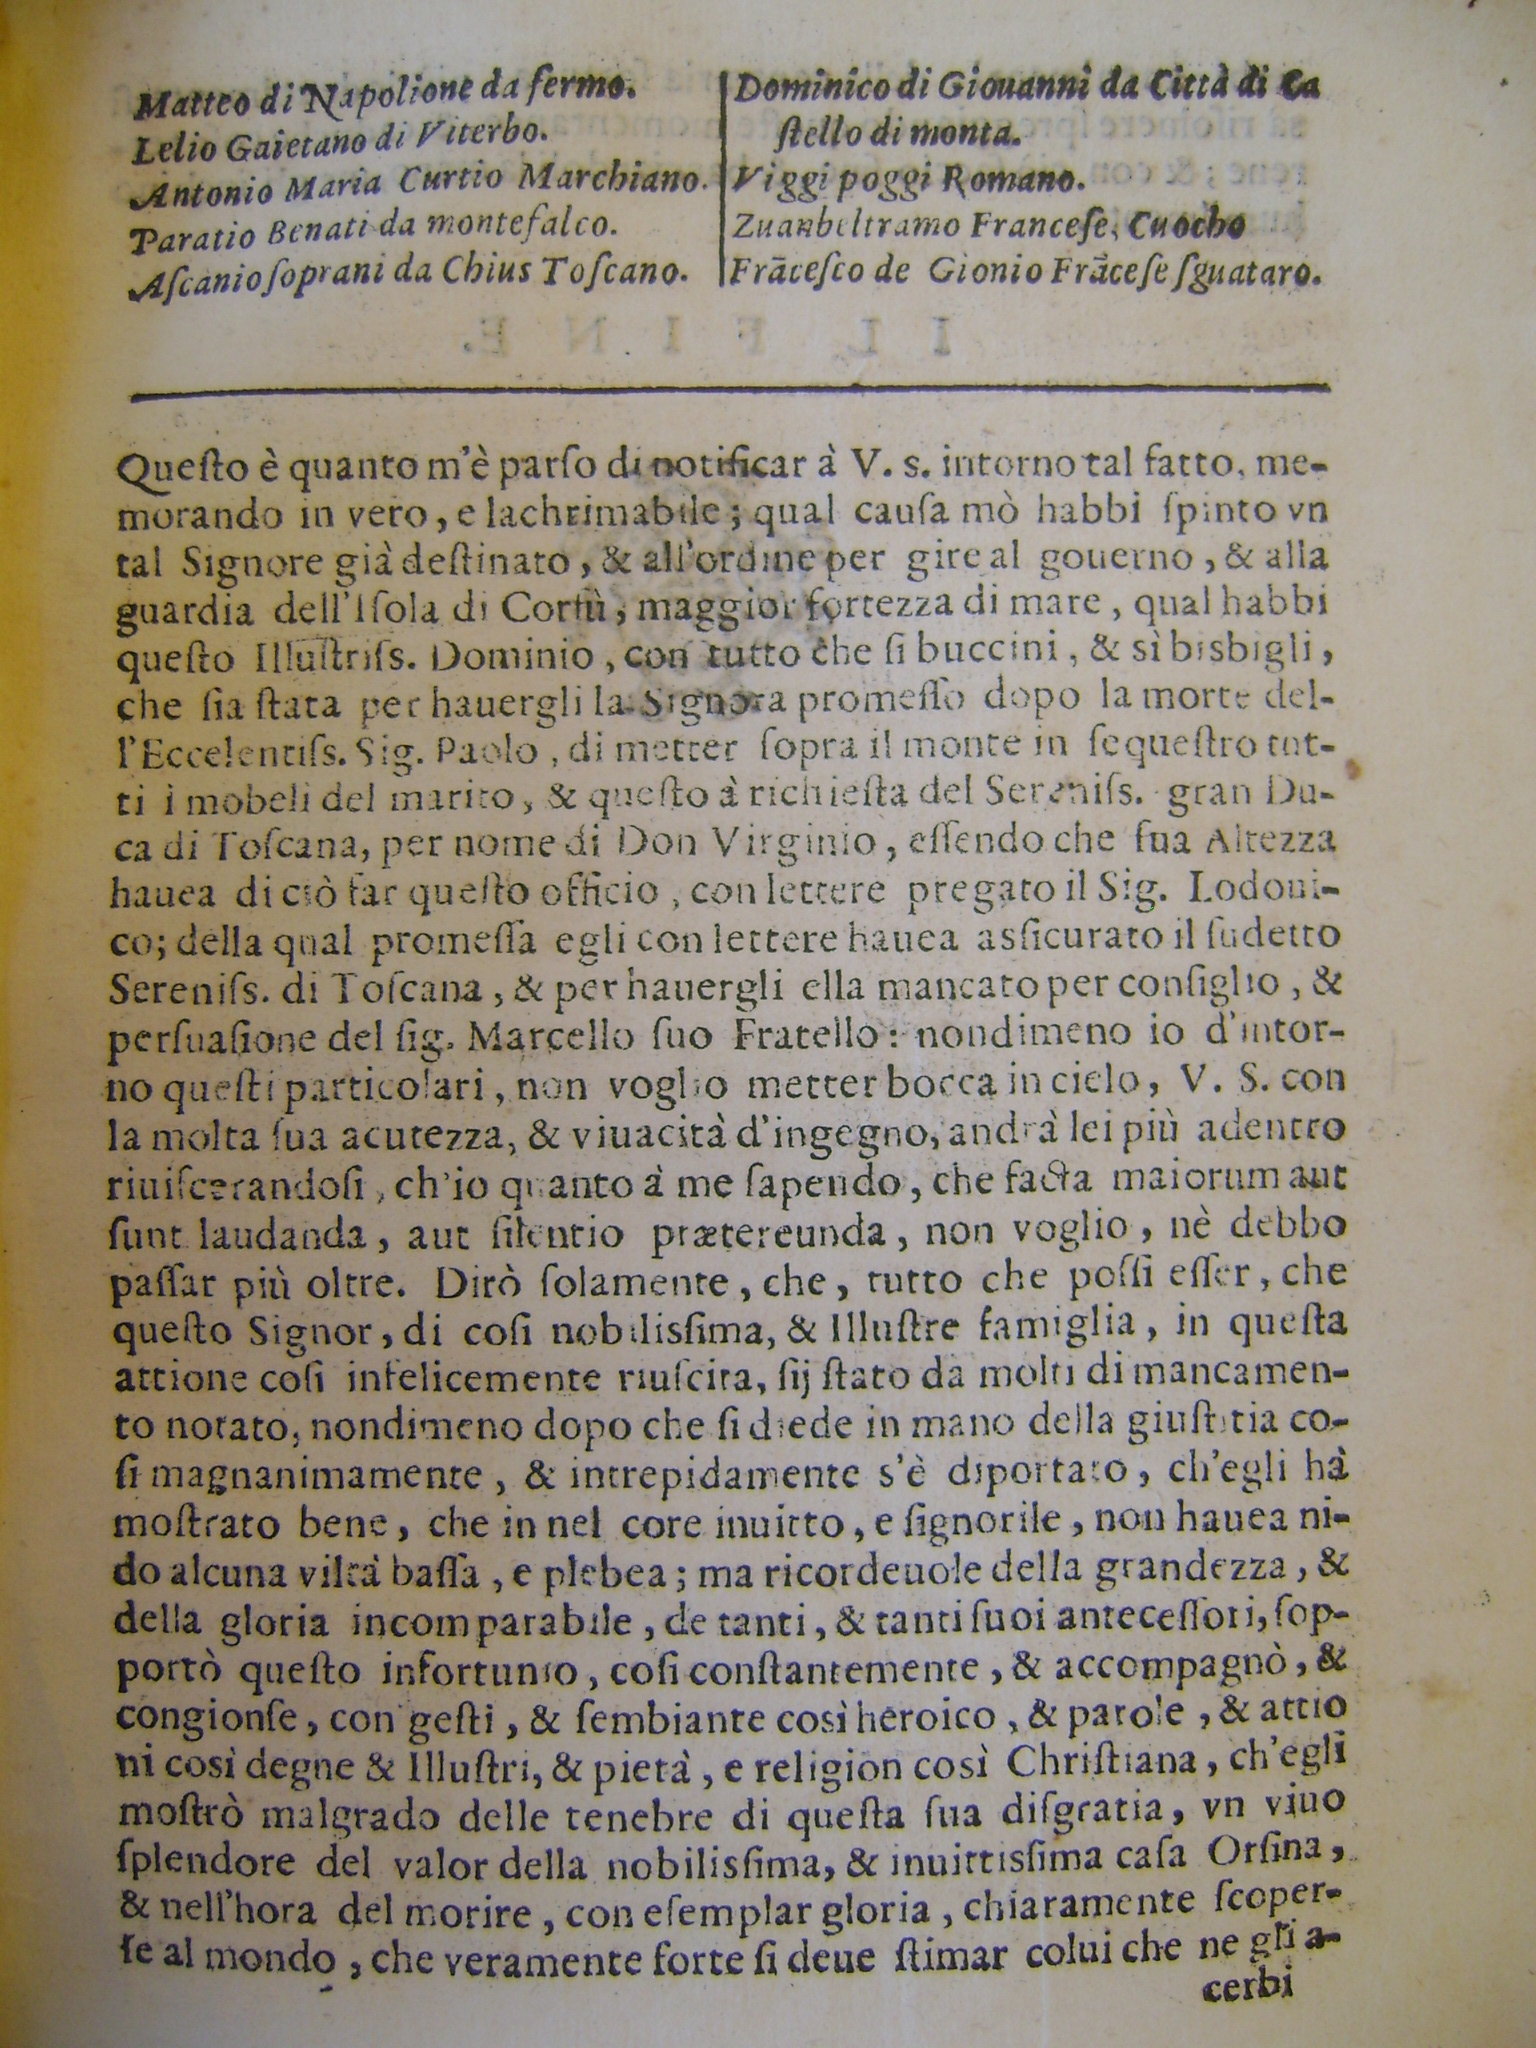 Matteo di Napolione da fermo.
Lelio Gaietano di Viterbo.
Antonio Maria Curtio Marchiano.
Paratio Benati da montefalco.
Aſcanio ſoprani da Chius Toſcano.
Dominico di Giouanni da Città di Ca
ſtello di monta.
Viggi poggi Romano.
Zuanbeltramo Franceſe, Cuocho
Frãceſco de Gionio Frãceſe ſguataro.
Queſto è quanto m'è parſo di notificar à V. s. intorno tal fatto, me-
morando in vero, e lachrimabile; qual cauſa mò habbi ſpinto vn
tal Signore già deſtinato, & all'ordine per gire al gouerno, & alla
guardia dell'Iſola di Corfù, maggior fortezza di mare, qual habbi
queſto Illuſtriſs. Dominio, con tutto che ſi buccini, & sì bisbigli,
che ſia ſtata per hauergli la Signora promeſſo dopo la morte del-
l'Eccelentiſs. Sig. Paolo, di metter ſopra il monte in ſequeſtro tut-
ti i mobeli del marito, & queſto à richieſta del Sereniſs. gran Du-
ca di Toſcana, per nome di Don Virginio, eſſendo che ſua Altezza
hauea di ciò far queſto officio, con lettere pregato il Sig. Lodoui-
co; della qual promeſſa egli con lettere hauea asſicurato il ſudetto
Sereniſs. di Toſcana, & per hauergli ella mancato per conſiglio, &
perſuaſione del ſig. Marcello ſuo Fratello: nondimeno io d'intor-
no queſti particolari, non voglio metter bocca in cielo, V. S. con
la molta ſua acutezza, & viuacità d'ingegno, andrà lei più adentro
riuiſcerandoſi, ch'io quanto à me ſapendo, che facta maiorum aut
ſunt laudanda, aut ſilentio prætereunda, non voglio, nè debbo
paſſar più oltre. Dirò ſolamente, che, tutto che poſſi eſſer, che
queſto Signor, di coſi nobilisſima, & Illuſtre famiglia, in queſta
attione coſi infelicemente riuſcita, ſij ſtato da molti di mancamen-
to notato, nondimeno dopo che ſi diede in mano della giuſtitia co-
ſi magnanimamente, & intrepidamente s'è diportato, ch'egli hà
moſtrato bene, che in nel core inuitto, e ſignorile, non hauea ni-
do alcuna viltà baſſa, e plebea; ma ricordeuole della grandezza, &
della gloria incomparabile, de tanti, & tanti ſuoi anteceſſori, ſop-
portò queſto infortunio, coſi conſtantemente, & accompagnò, &
congionſe, con geſti, & ſembiante così heroico, & parole, & attio
ni così degne & Illuſtri, & pietà, e religion così Chriſtiana, ch'egli
moſtrò malgrado delle tenebre di queſta ſua diſgratia, vn viuo
ſplendore del valor della nobilisſima, & inuittisſima caſa Orſina,
& nell'hora del morire, con eſemplar gloria, chiaramente ſcoper-
ſe al mondo, che veramente forte ſi deue ſtimar colui che ne gli a-
cerbi